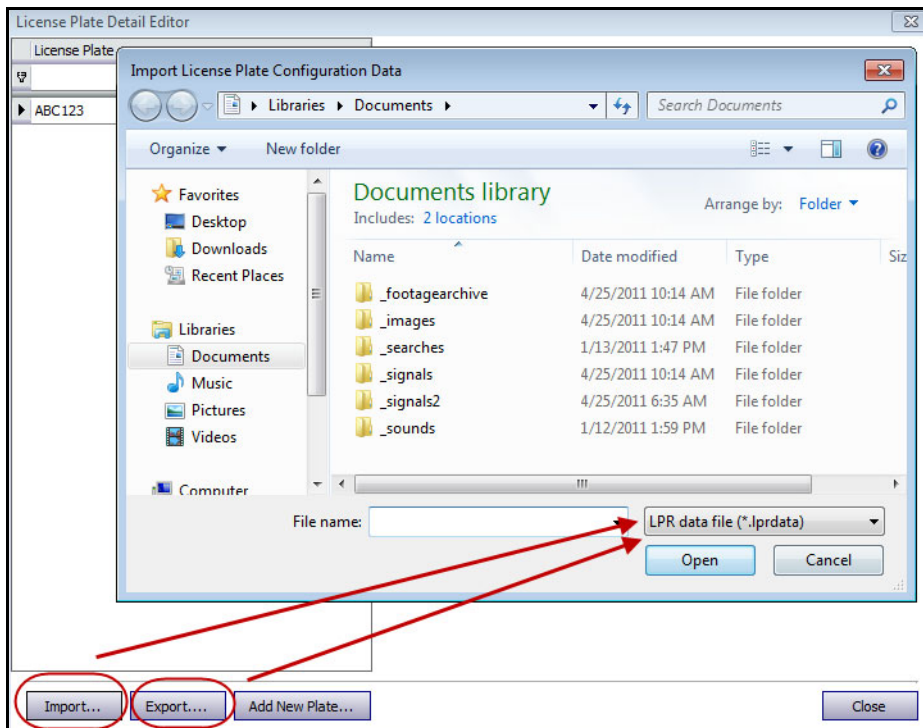 License Plate Detail Editor
License Plate
ABC123
Import License Plate Configuration Data
Libraries Documents
Search Documents
Organize New folder
Favorites
Desktop
Downloads
Recent Places
Libraries
Documents
Music
Pictures
Videos
Computer
Documents library
Includes: 2 locations
Arrange by: Folder
Name Date modified Type Siz
_footagearchive 4/25/2011 10:14 AM File folder
_images 4/25/2011 10:14 AM File folder
_searches 1/13/2011 1:47 PM File folder
_signals 4/25/2011 10:14 AM File folder
_signals2 4/25/2011 6:35 AM File folder
_sounds 1/12/2011 1:59 PM File folder
File name:
LPR data file (*.lprdata)
Open Cancel
Import... Export.... Add New Plate... Close